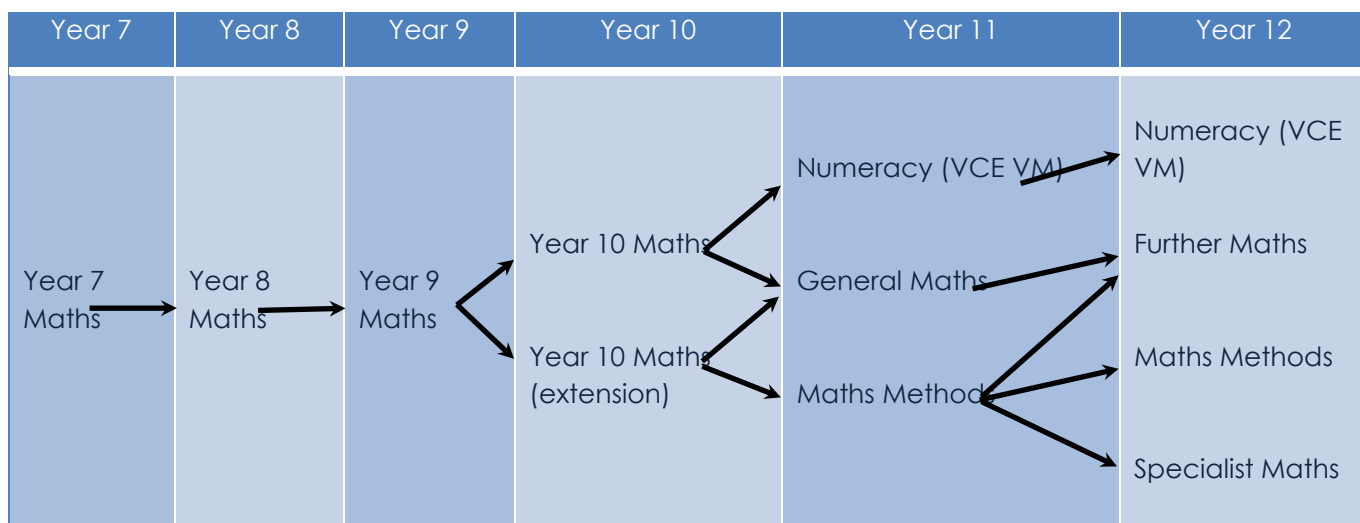 Year 7
Year 8
Year 9
Year 10
Year 11
Year 12
Year 7
Maths
Year 8
Maths
Year 9
Maths
Year 10 Maths
Year 10 Maths
(extension)
Numeracy (VCE VM)
General Maths
Maths Methods
Numeracy (VCE
VM)
Further Maths
Maths Methods
Specialist Maths